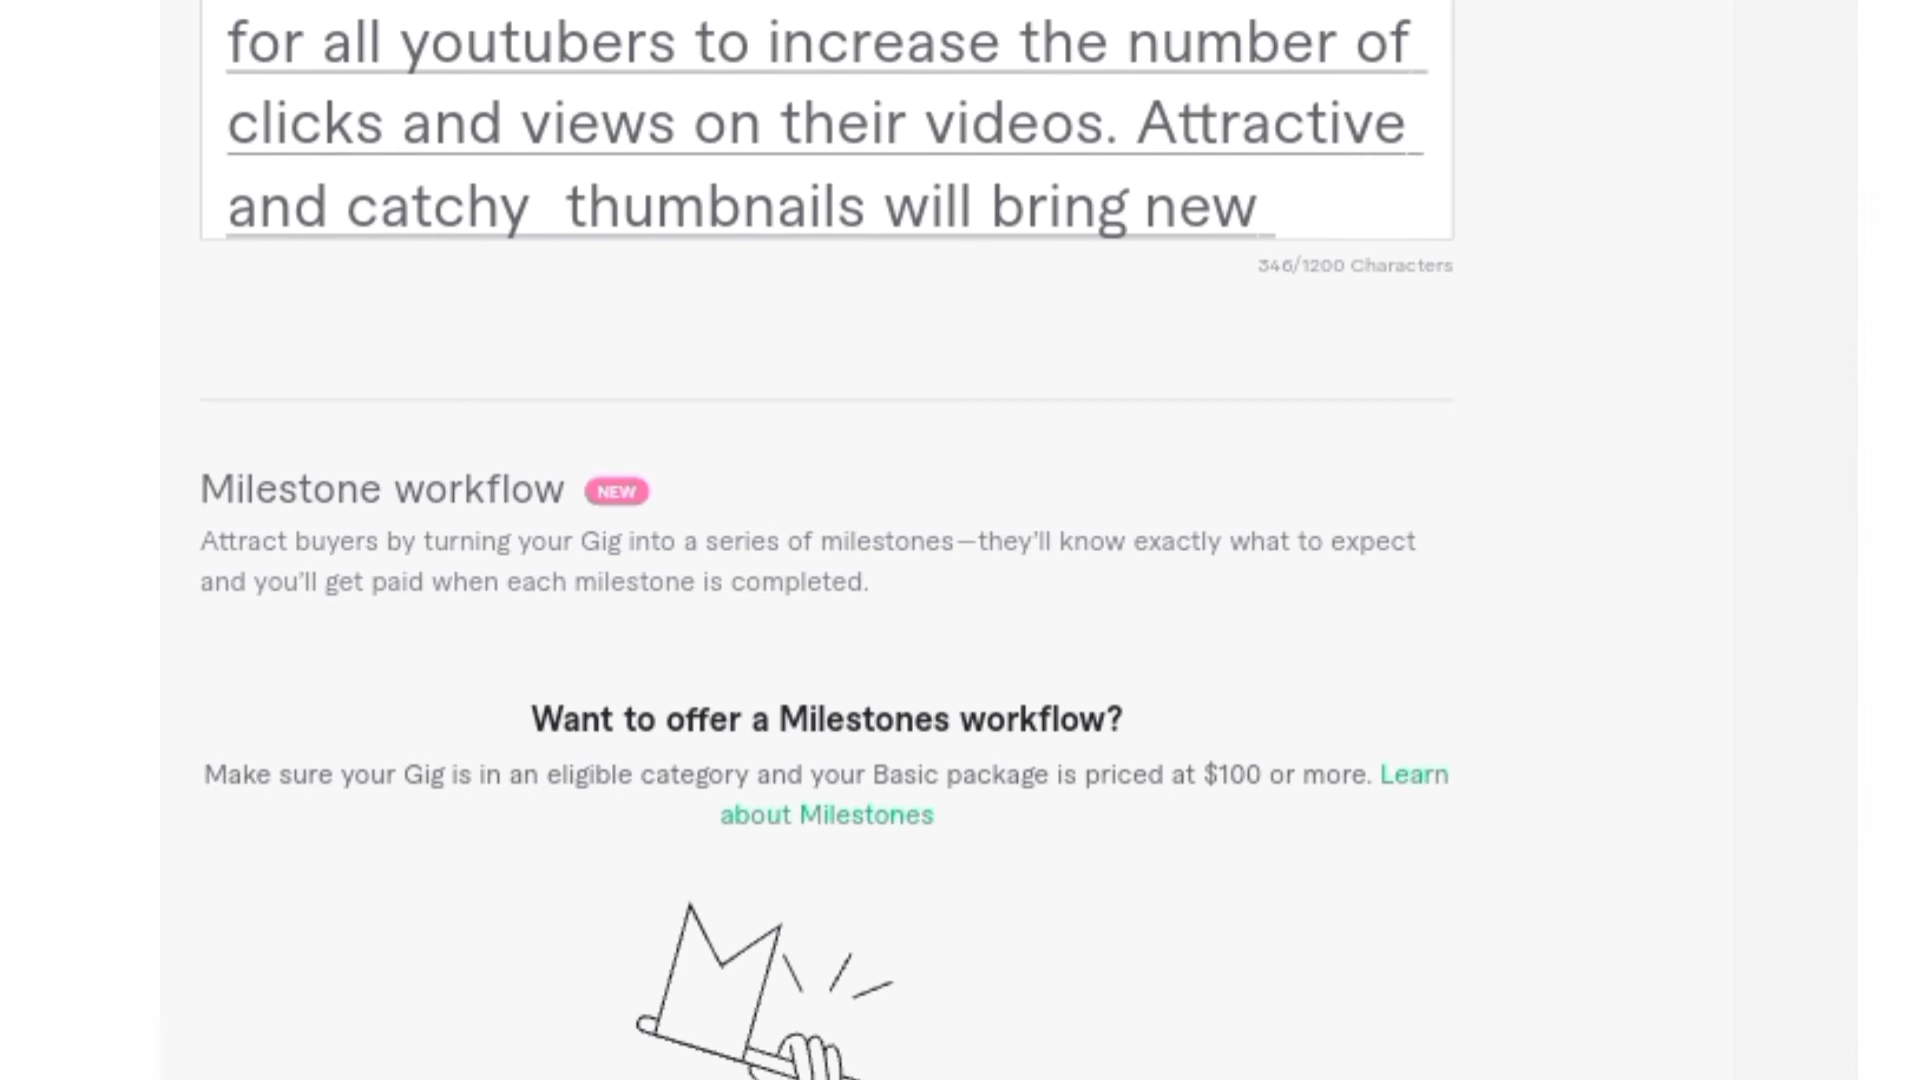 for all youtubers to increase the number of
clicks and views on their videos. Attractive
and catchy  thumbnails will bring new
346/1200 Characters
Milestone workflow NEW
Attract buyers by turning your Gig into a series of milestones—they'll know exactly what to expect
and you'll get paid when each milestone is completed.
Want to offer a Milestones workflow?
Make sure your Gig is in an eligible category and your Basic package is priced at $100 or more. Learn
about Milestones